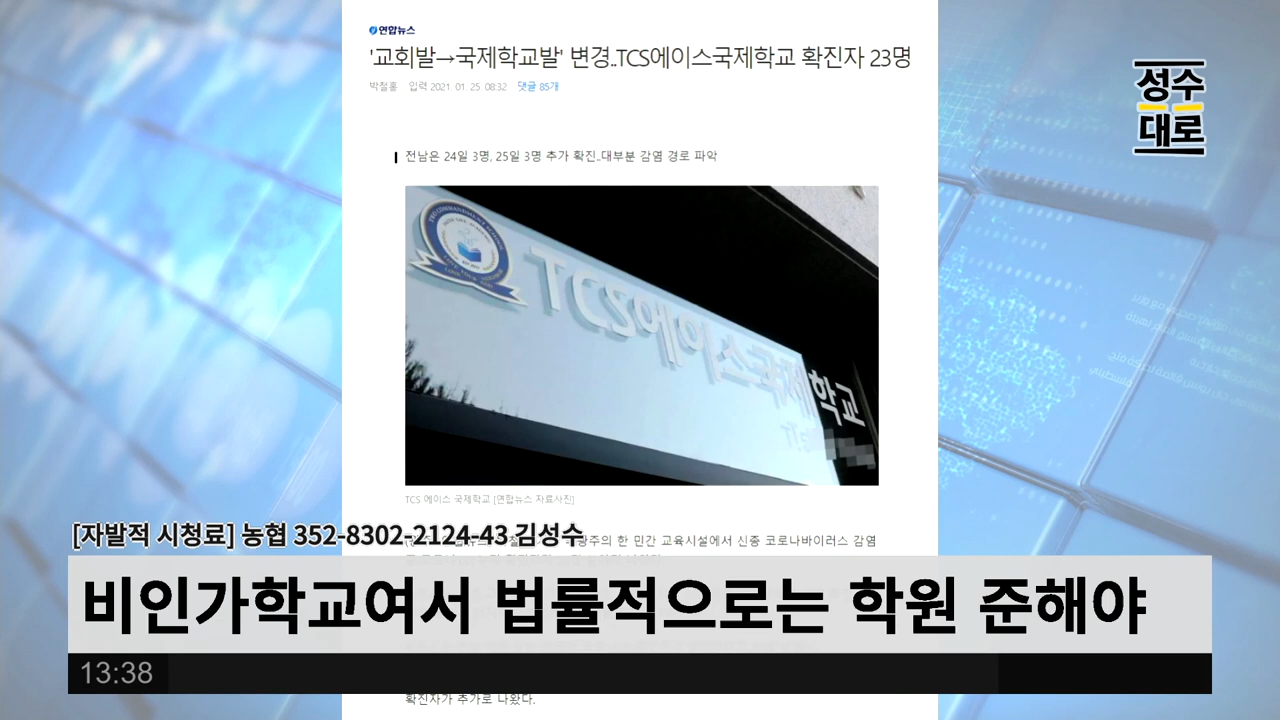 연합뉴스
'교회발→국제학교발' 변경..TCS에이스국제학교 확진자 23명
박철홍 입력 2021. 01. 25. 08:32 댓글 85개
성수
대로
전남은 24일 3명, 25일 3명 추가 확진..대부분 감염 경로 파악
TCS에이스국제학교
TCS 에이스 국제학교 [연합뉴스 자료사진]
[자발적 시청료] 농협 352-8302-2124-43 김성수
광주의 한 민간 교육시설에서 신종 코로나바이러스 감염
비인가학교여서 법률적으로는 학원 준해야
13:38
확진자가 추가로 나왔다.